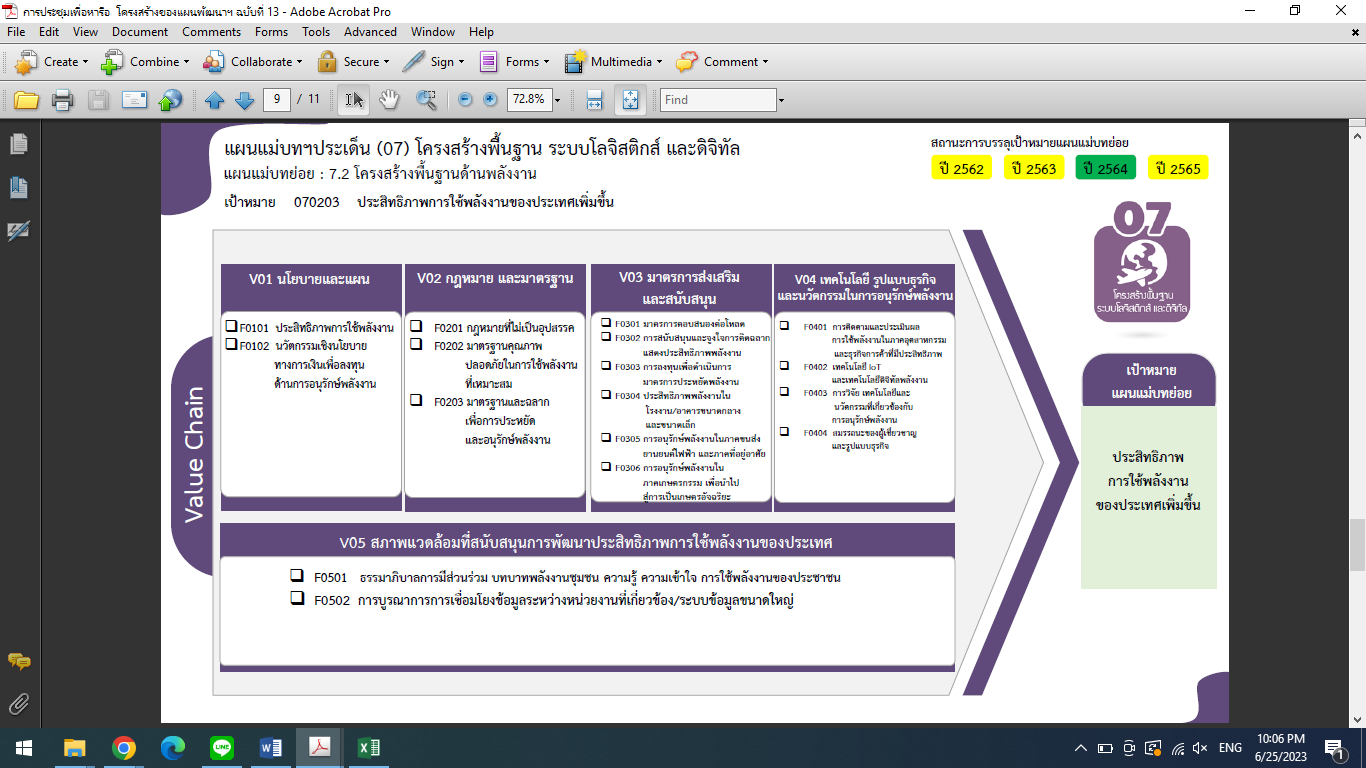 การประชุมเพื่อหารือ โครงสร้างของแผนพัฒนาฯ ฉบับที่ 13 - Adobe Acrobat Pro
File Edit View Document Comments Forms Tools Advanced Window Help
Create Combine Collaborate Secure Sign Forms Multimedia Comment
9 / 11 72.8% Find
แผนแม่บทฯประเด็น (07) โครงสร้างพื้นฐาน ระบบโลจิสติกส์ และดิจิทัล
แผนแม่บทย่อย : 7.2 โครงสร้างพื้นฐานด้านพลังงาน
เป้าหมาย 070203 ประสิทธิภาพการใช้พลังงานของประเทศเพิ่มขึ้น
สถานะการบรรลุเป้าหมายแผนแม่บทย่อย
ปี 2562 ปี 2563 ปี 2564 ปี 2565
07
โครงสร้างพื้นฐาน
ระบบโลจิสติกส์ และดิจิทัล
Value Chain
V01 นโยบายและแผน
F0101 ประสิทธิภาพการใช้พลังงาน
F0102 นวัตกรรมเชิงนโยบาย
ทางการเงินเพื่อลงทุน
ด้านการอนุรักษ์พลังงาน
V02 กฎหมาย และมาตรฐาน
F0201 กฎหมายที่ไม่เป็นอุปสรรค
F0202 มาตรฐานคุณภาพ
ปลอดภัยในการใช้พลังงาน
ที่เหมาะสม
F0203 มาตรฐานและฉลาก
เพื่อการประหยัด
และอนุรักษ์พลังงาน
V03 มาตรการส่งเสริม
และสนับสนุน
F0301 มาตรการตอบสนองต่อโหลด
F0302 การสนับสนุนและจูงใจการติดฉลาก
แสดงประสิทธิภาพพลังงาน
F0303 การลงทุนเพื่อดำเนินการ
มาตรการประหยัดพลังงาน
F0304 ประสิทธิภาพพลังงานใน
โรงงาน/อาคารขนาดกลาง
และขนาดเล็ก
F0305 การอนุรักษ์พลังงานในภาคขนส่ง
ยานยนต์ไฟฟ้า และภาคที่อยู่อาศัย
F0306 การอนุรักษ์พลังงานใน
ภาคเกษตรกรรม เพื่อนำไป
สู่การเป็นเกษตรอัจฉริยะ
V04 เทคโนโลยี รูปแบบธุรกิจ
และนวัตกรรมในการอนุรักษ์พลังงาน
F0401 การติดตามและประเมินผล
การใช้พลังงานในภาคอุตสาหกรรม
และธุรกิจการค้าที่มีประสิทธิภาพ
F0402 เทคโนโลยี IoT
และเทคโนโลยีดิจิทัลพลังงาน
F0403 การวิจัย เทคโนโลยีและ
นวัตกรรมที่เกี่ยวข้องกับ
การอนุรักษ์พลังงาน
F0404 สมรรถนะของผู้เชี่ยวชาญ
และรูปแบบธุรกิจ
V05 สภาพแวดล้อมที่สนับสนุนการพัฒนาประสิทธิภาพการใช้พลังงานของประเทศ
F0501 ธรรมาภิบาลการมีส่วนร่วม บทบาทพลังงานชุมชน ความรู้ ความเข้าใจ การใช้พลังงานของประชาชน
F0502 การบูรณาการการเชื่อมโยงข้อมูลระหว่างหน่วยงานที่เกี่ยวข้อง/ระบบข้อมูลขนาดใหญ่
เป้าหมาย
แผนแม่บทย่อย
ประสิทธิภาพ
การใช้พลังงาน
ของประเทศเพิ่มขึ้น
ENG
10:06 PM
6/25/2023
1